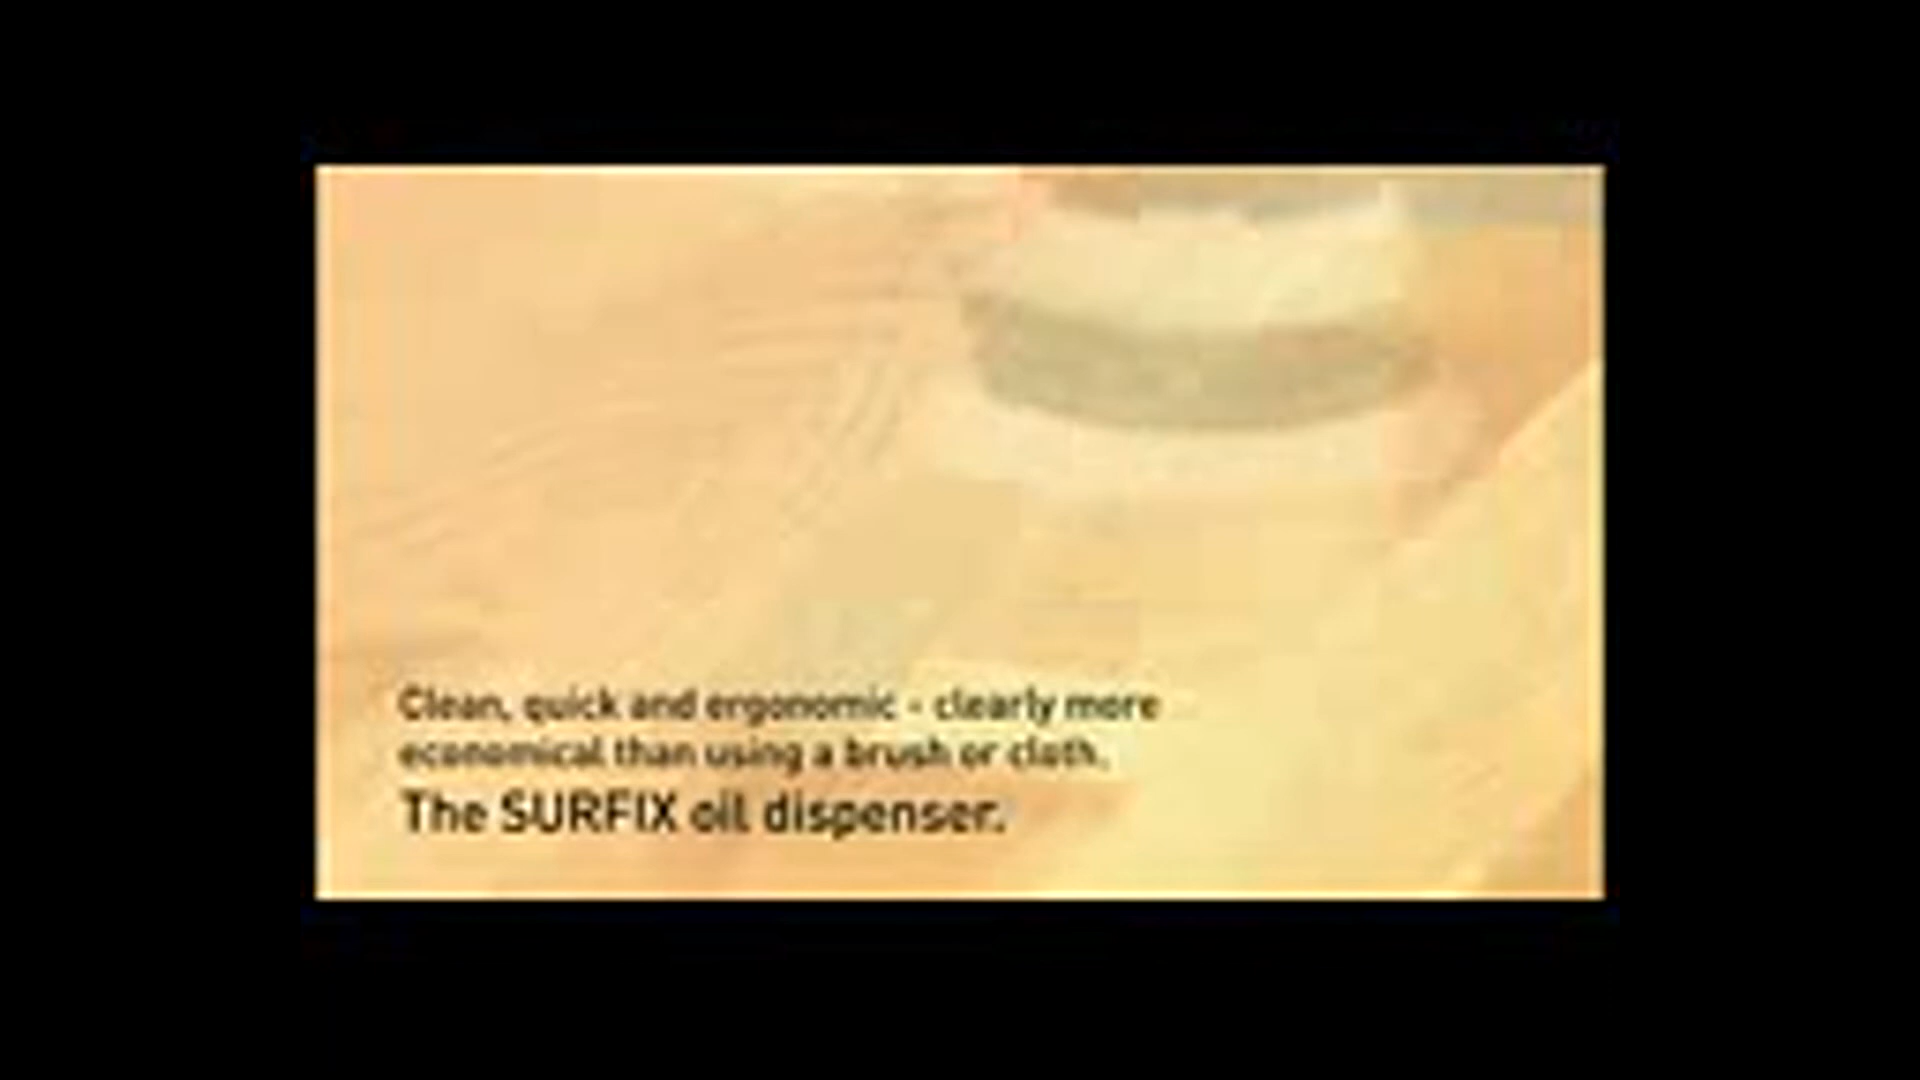 Clean, quick and ergonomic - clearly more
economical than using a brush or cloth.
The SURFIX oil dispenser.